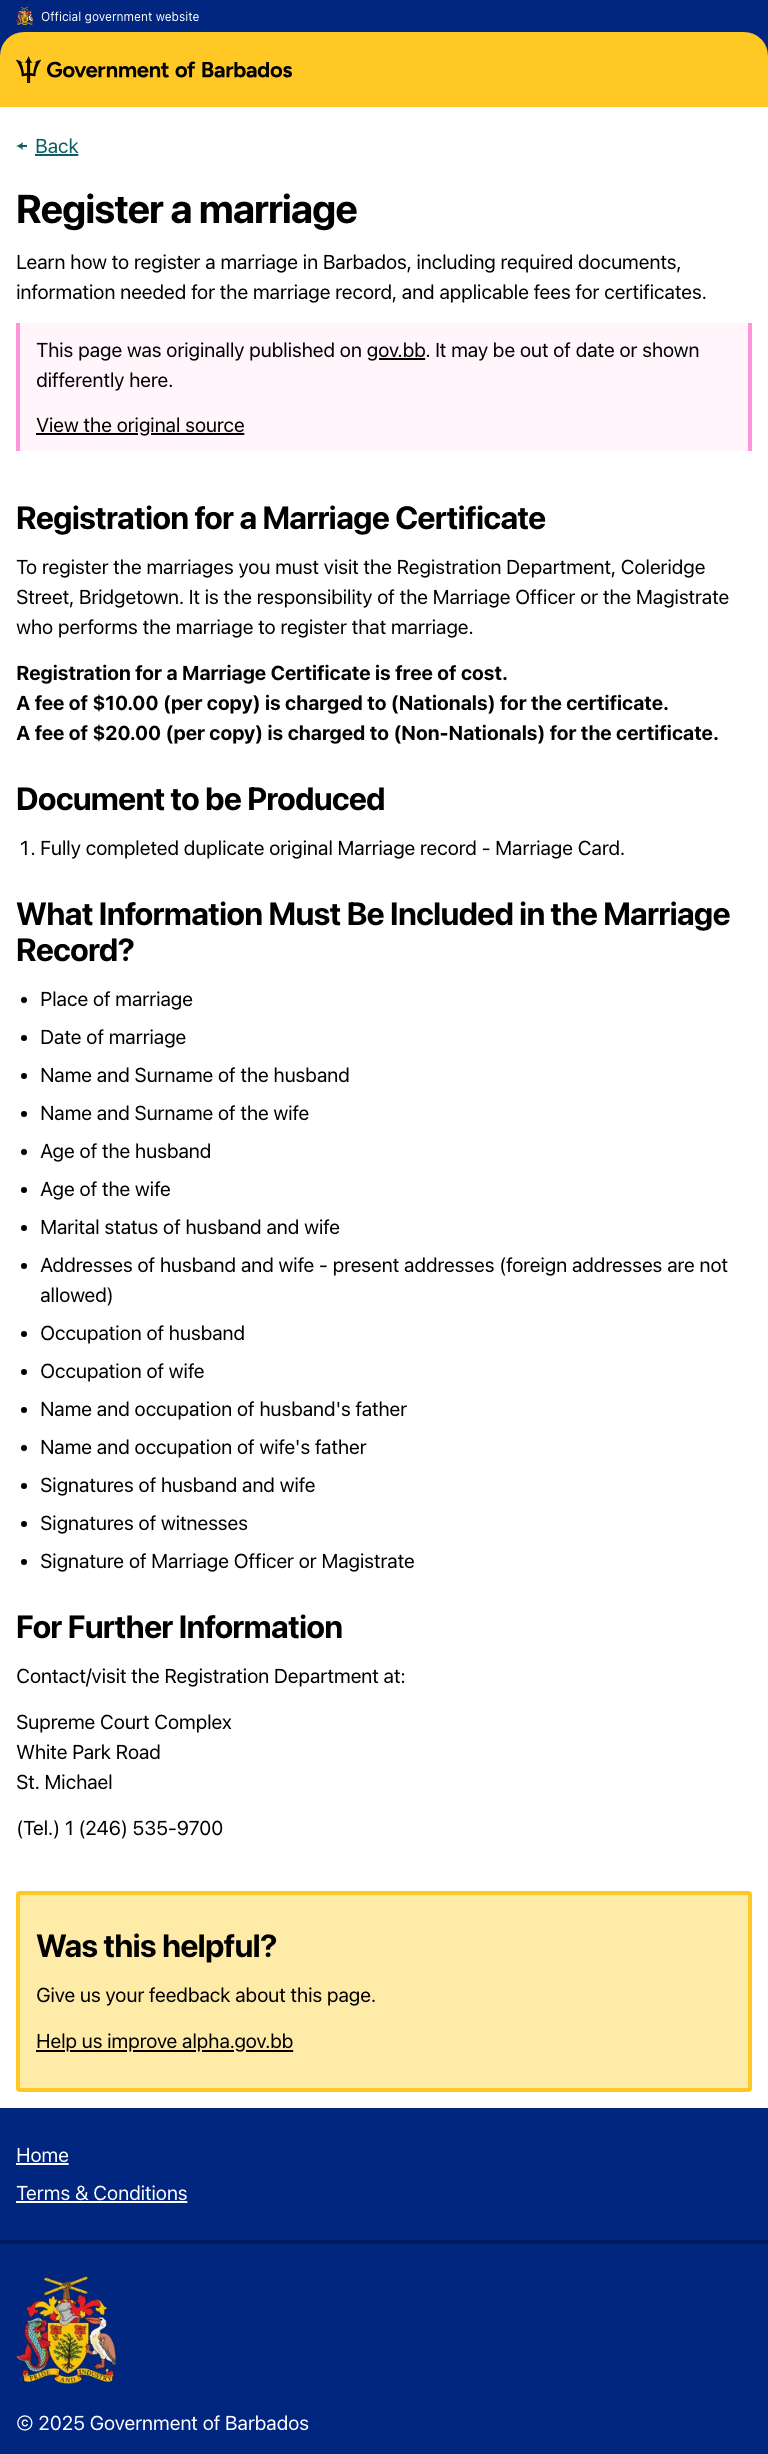 Official government website
Government of Barbados
Back
Register a marriage
Learn how to register a marriage in Barbados, including required documents,
information needed for the marriage record, and applicable fees for certificates.
This page was originally published on gov.bb. It may be out of date or shown
differently here.
View the original source
Registration for a Marriage Certificate
To register the marriages you must visit the Registration Department, Coleridge
Street, Bridgetown. It is the responsibility of the Marriage Officer or the Magistrate
who performs the marriage to register that marriage.
Registration for a Marriage Certificate is free of cost.
A fee of $10.00 (per copy) is charged to (Nationals) for the certificate.
A fee of $20.00 (per copy) is charged to (Non-Nationals) for the certificate.
Document to be Produced
1. Fully completed duplicate original Marriage record - Marriage Card.
What Information Must Be Included in the Marriage
Record?
• Place of marriage
• Date of marriage
• Name and Surname of the husband
• Name and Surname of the wife
• Age of the husband
• Age of the wife
• Marital status of husband and wife
• Addresses of husband and wife - present addresses (foreign addresses are not
allowed)
• Occupation of husband
• Occupation of wife
• Name and occupation of husband's father
• Name and occupation of wife's father
• Signatures of husband and wife
• Signatures of witnesses
• Signature of Marriage Officer or Magistrate
For Further Information
Contact/visit the Registration Department at:
Supreme Court Complex
White Park Road
St. Michael
(Tel.) 1 (246) 535-9700
Was this helpful?
Give us your feedback about this page.
Help us improve alpha.gov.bb
Home
Terms & Conditions
PRIDE AND INDUSTRY
© 2025 Government of Barbados